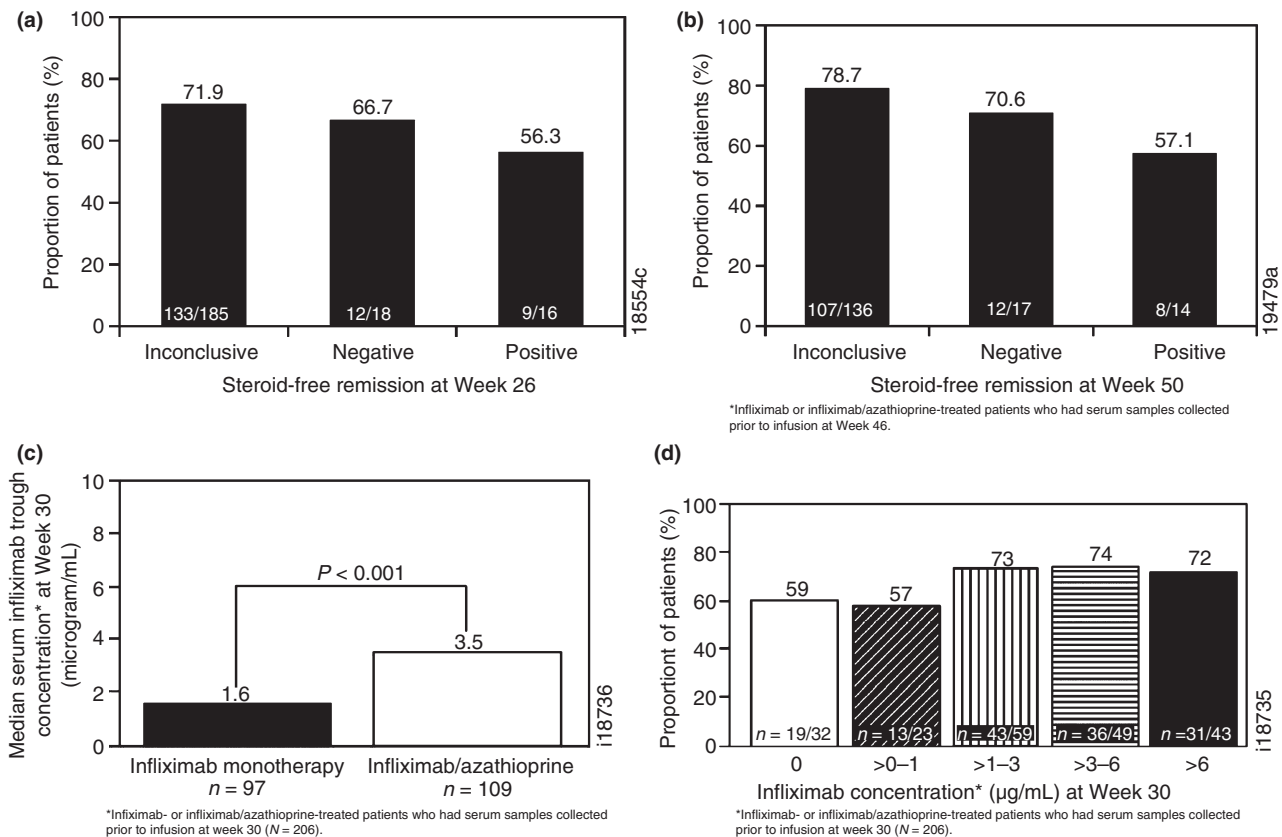 (a)
Proportion of patients (%)
100
80
60
40
20
0
71.9
66.7
56.3
133/185
12/18
9/16
Inconclusive
Negative
Positive
Steroid-free remission at Week 26
18554c
(b)
Proportion of patients (%)
100
80
60
40
20
0
78.7
70.6
57.1
107/136
12/17
8/14
Inconclusive
Negative
Positive
Steroid-free remission at Week 50
19479a
*Infliximab or infliximab/azathioprine-treated patients who had serum samples collected
prior to infusion at Week 46.
(c)
Median serum infliximab trough
concentration* at Week 30
(microgram/mL)
10
8
6
4
2
0
P < 0.001
1.6
3.5
Infliximab monotherapy
n = 97
Infliximab/azathioprine
n = 109
i18736
*Infliximab- or infliximab/azathioprine-treated patients who had serum samples collected
prior to infusion at week 30 (N = 206).
(d)
Proportiont of patients (%)
100
80
60
40
20
0
59
57
73
74
72
n = 19/32
n = 13/23
n = 43/59
n = 36/49
n =31/43
0
>0–1
>1–3
>3–6
>6
Infliximab concentration* (μg/mL) at Week 30
i18735
*Infliximab- or infliximab/azathioprine-treated patients who had serum samples collected
prior to infusion at week 30 (N = 206).